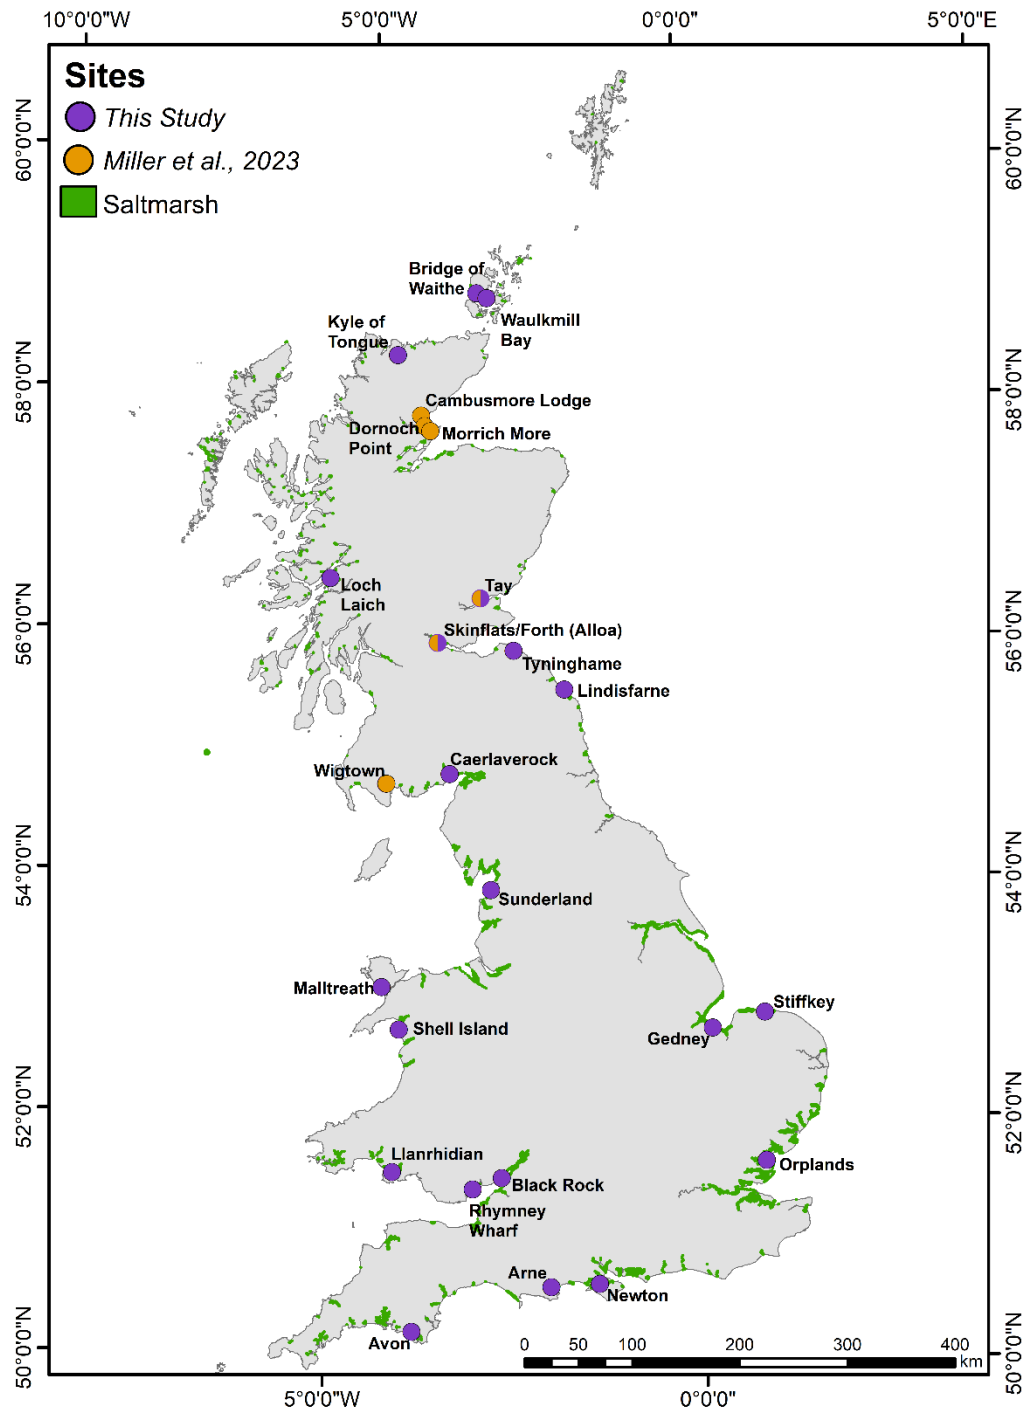 10°0'0"W
5°0'0"W
0°0'0"
5°0'0"E
Sites
This Study
Miller et al., 2023
Saltmarsh
60°0'0"N
60°0'0"N
Bridge of
Waithe
Waulkmill
Bay
Kyle of
Tongue
58°0'0"N
58°0'0"N
Cambusmore Lodge
Dornoch
Point
Morrich More
Loch
Laich
Tay
56°0'0"N
56°0'0"N
Skinflats/Forth (Alloa)
Tyninghame
Lindisfarne
Caerlaverock
Wigtown
54°0'0"N
54°0'0"N
Sunderland
Malltreath
Shell Island
Stiffkey
Gedney
52°0'0"N
52°0'0"N
Llanrhidian
Black Rock
Orplands
Rhymney
Wharf
Arne
Newton
Avon
50°0'0"N
50°0'0"N
0 50 100 200 300 400
km
5°0'0"W
0°0'0"